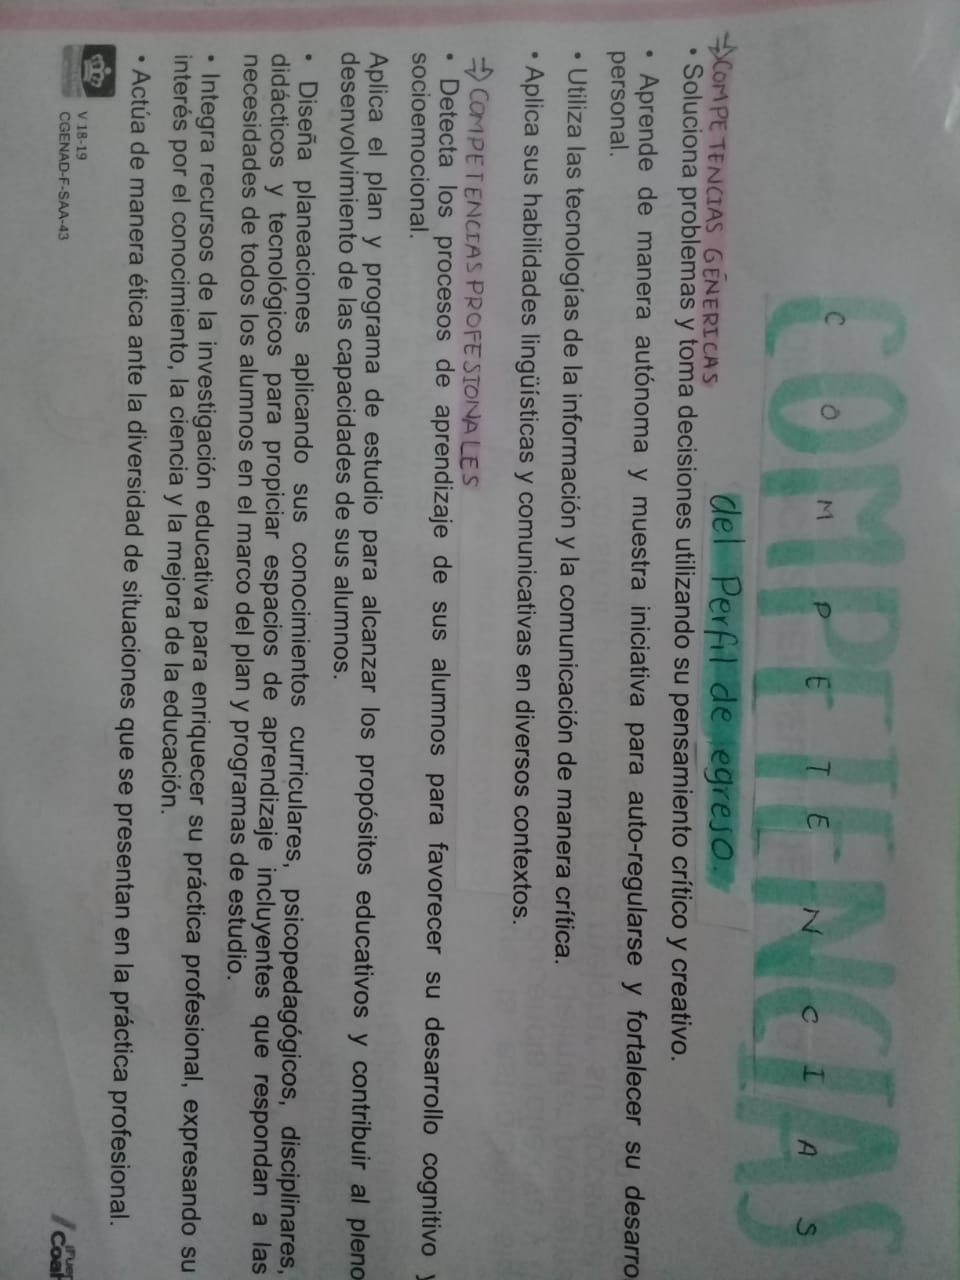 COMPETENCIAS
COMPETENCIAS
del Perfil de egreso.
⇒ COMPETENCIAS GÉNERICAS
• Soluciona problemas y toma decisiones utilizando su pensamiento crítico y creativo.
• Aprende de manera autónoma y muestra iniciativa para auto-regularse y fortalecer su desarro
personal.
• Utiliza las tecnologías de la información y la comunicación de manera crítica.
• Aplica sus habilidades lingüísticas y comunicativas en diversos contextos.
⇒ COMPETENCIAS PROFESIONALES
• Detecta los procesos de aprendizaje de sus alumnos para favorecer su desarrollo cognitivo y
socioemocional.
Aplica el plan y programa de estudio para alcanzar los propósitos educativos y contribuir al pleno
desenvolvimiento de las capacidades de sus alumnos.
• Diseña planeaciones aplicando sus conocimientos curriculares, psicopedagógicos, disciplinares,
didácticos y tecnológicos para propiciar espacios de aprendizaje incluyentes que respondan a las
necesidades de todos los alumnos en el marco del plan y programas de estudio.
• Integra recursos de la investigación educativa para enriquecer su práctica profesional, expresando su
interés por el conocimiento, la ciencia y la mejora de la educación.
• Actúa de manera ética ante la diversidad de situaciones que se presentan en la práctica profesional.
V 18-19
CGENAD-F-SAA-43
¡Fuer
Coah